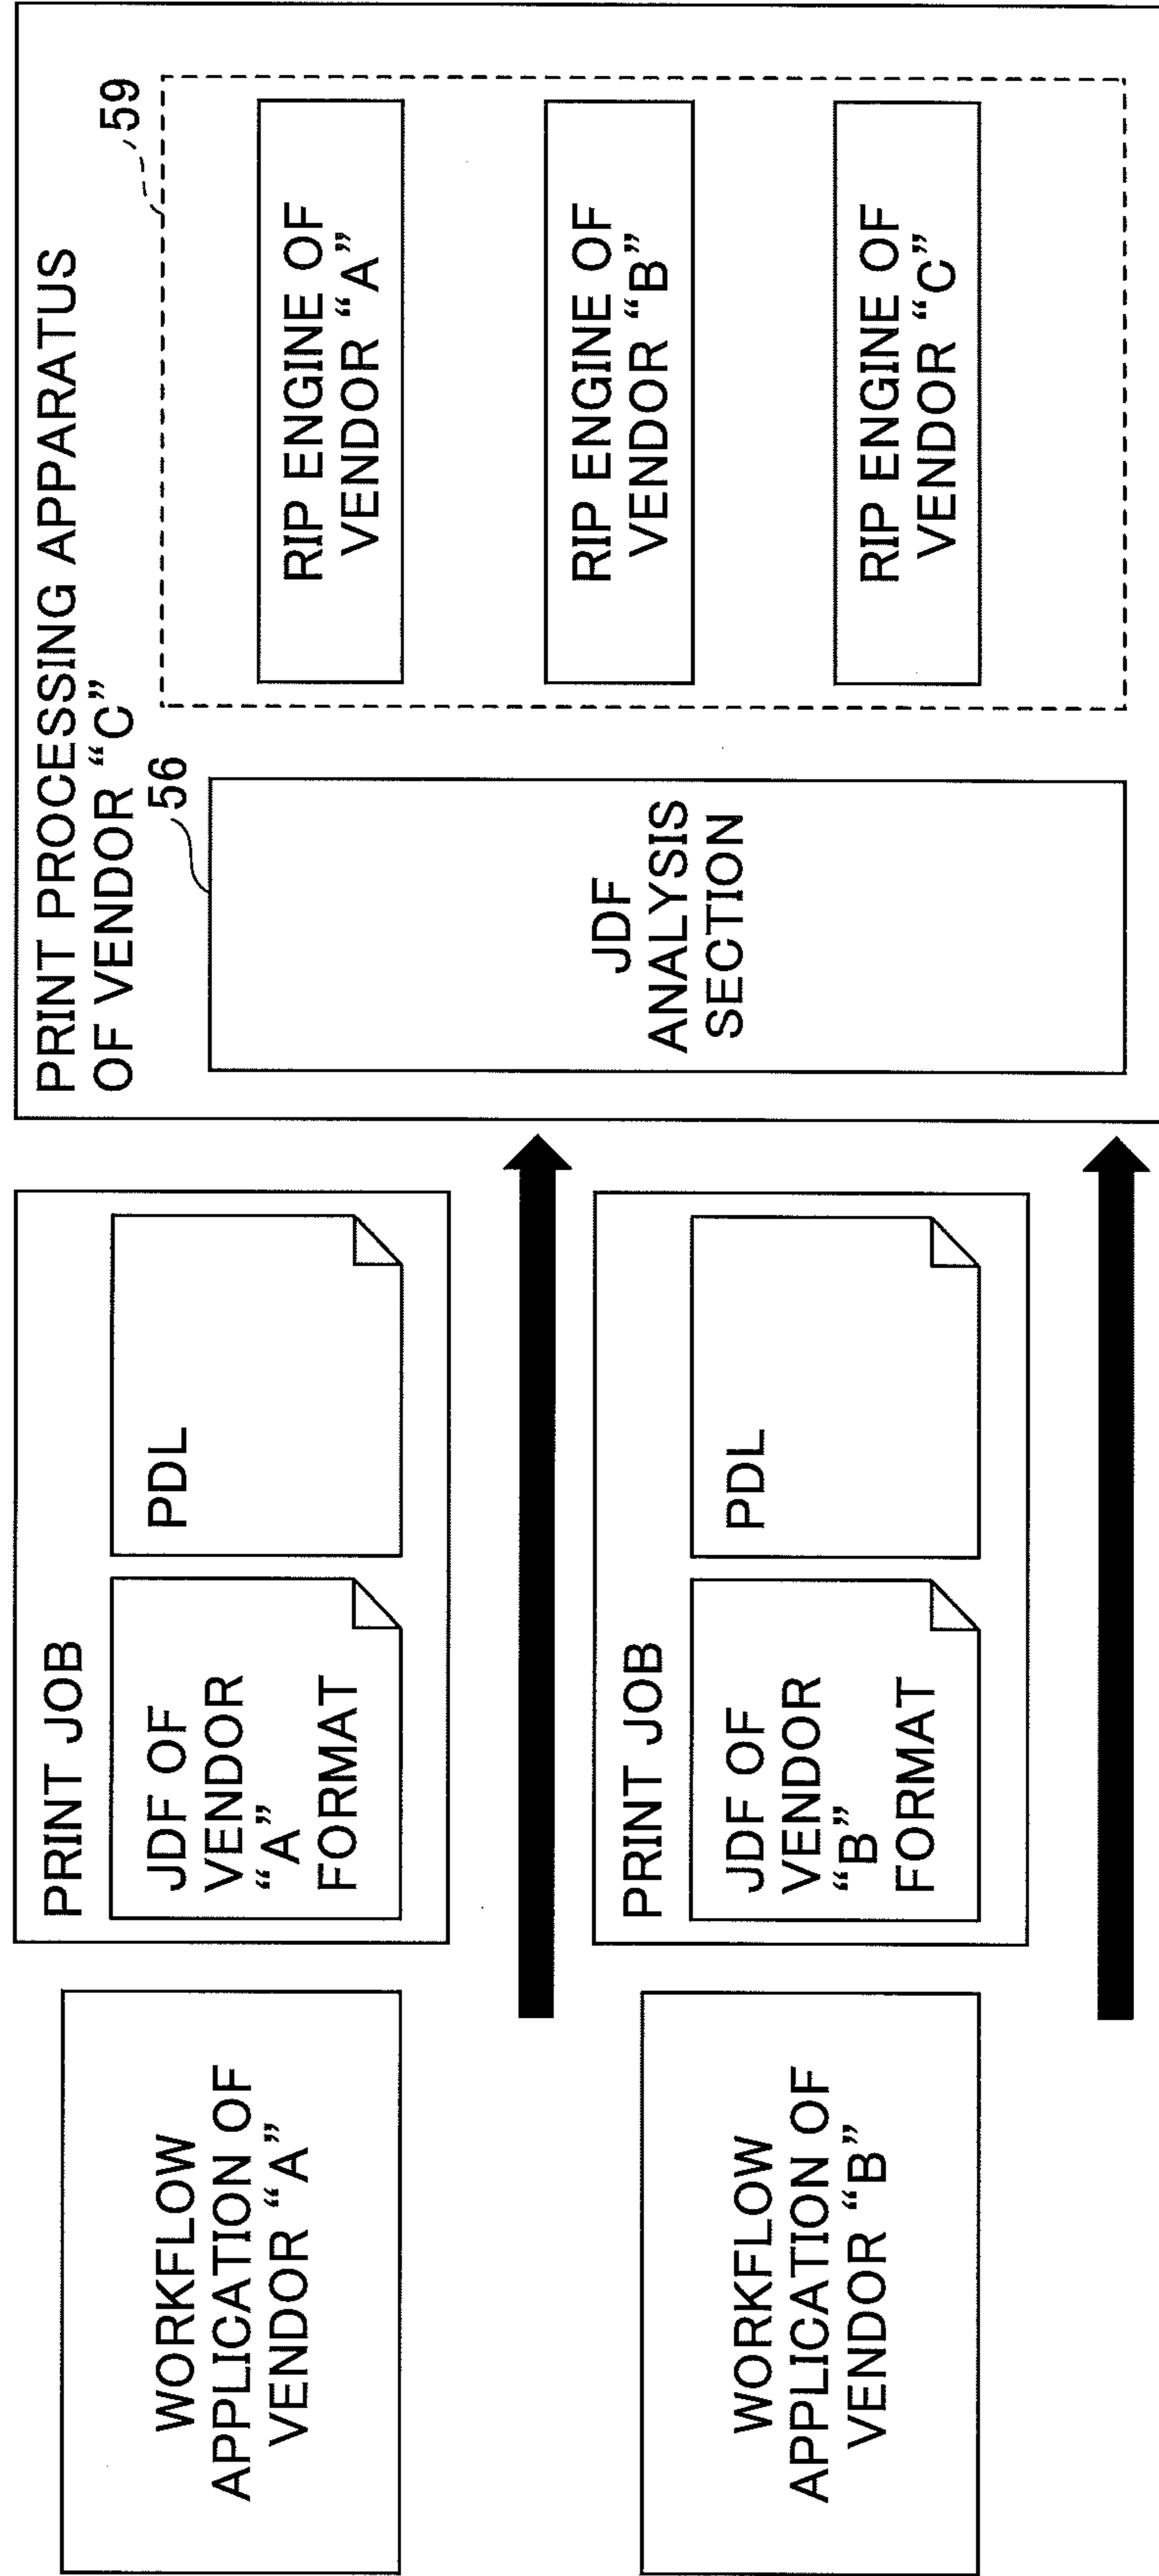 WORKFLOW
APPLICATION OF
VENDOR “A”
PRINT JOB
JDF OF
VENDOR
“A”
FORMAT
PDL
WORKFLOW
APPLICATION OF
VENDOR “B”
PRINT JOB
JDF OF
VENDOR
“B”
FORMAT
PDL
PRINT PROCESSING APPARATUS
OF VENDOR “C”
56
JDF
ANALYSIS
SECTION
59
RIP ENGINE OF
VENDOR “A”
RIP ENGINE OF
VENDOR “B”
RIP ENGINE OF
VENDOR “C”